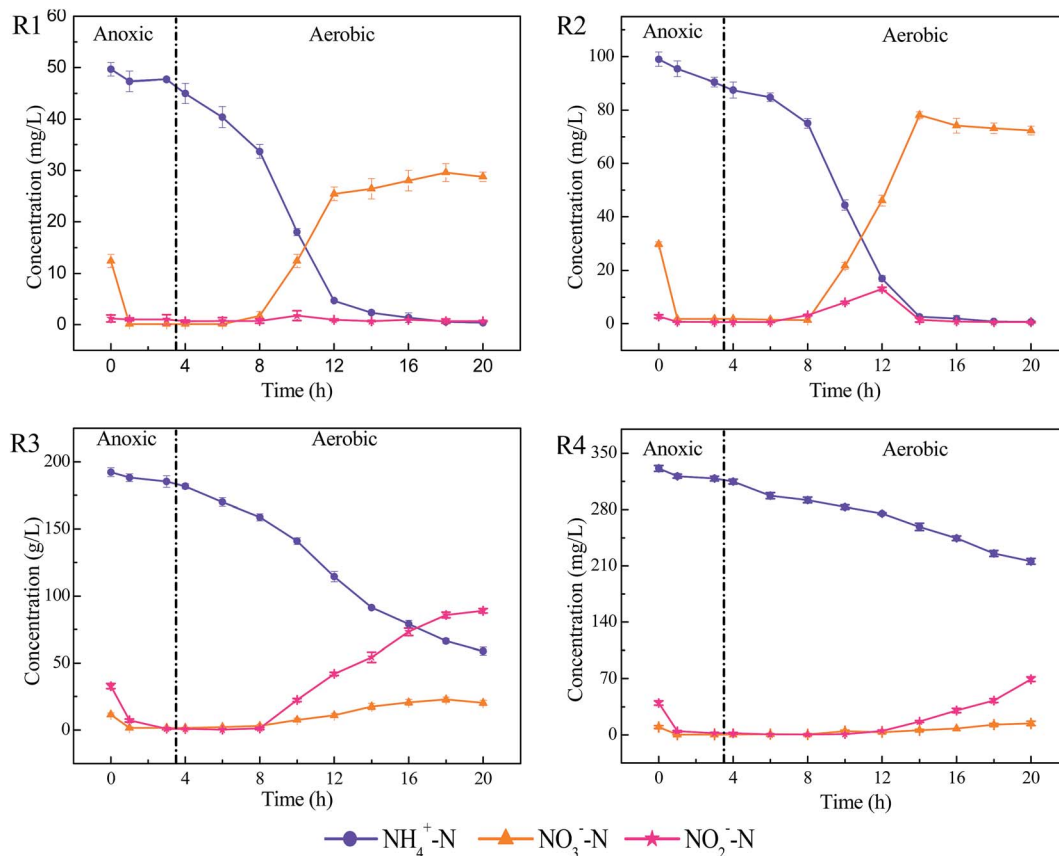 R1
Anoxic Aerobic
60
50
40
30
20
10
0
Concentration (mg/L)
0 4 8 12 16 20
Time (h)
R2
Anoxic Aerobic
100
80
60
40
20
0
Concentration (mg/L)
0 4 8 12 16 20
Time (h)
R3
Anoxic Aerobic
200
150
100
50
0
Concentration (g/L)
0 4 8 12 16 20
Time (h)
R4
Anoxic Aerobic
350
280
210
140
70
0
Concentration (mg/L)
0 4 8 12 16 20
Time (h)
NH₄⁺-N NO₃⁻-N NO₂⁻-N